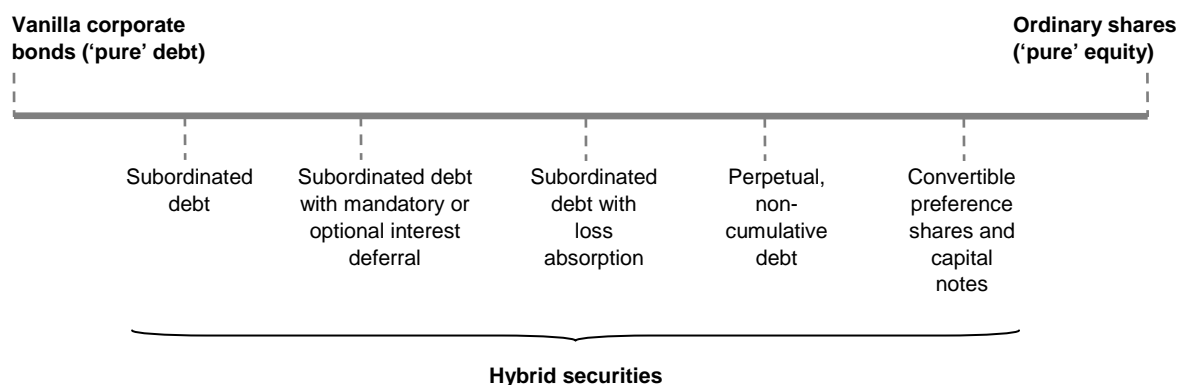 Vanilla corporate
bonds (‘pure’ debt)
Ordinary shares
(‘pure’ equity)
Subordinated
debt
Subordinated debt
with mandatory or
optional interest
deferral
Subordinated
debt with
loss
absorption
Perpetual,
non-
cumulative
debt
Convertible
preference
shares and
capital
notes
Hybrid securities